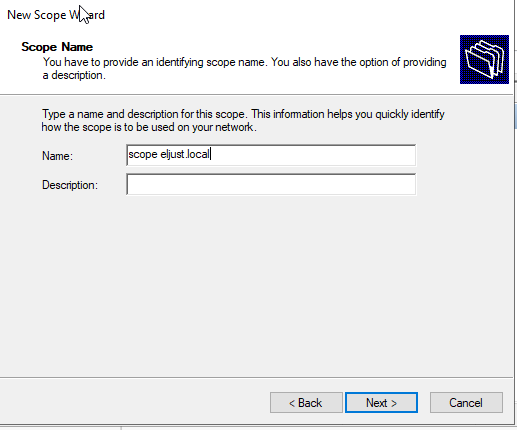 New Scope Wizard
Scope Name
You have to provide an identifying scope name. You also have the option of providing
a description.
Type a name and description for this scope. This information helps you quickly identify
how the scope is to be used on your network.
Name:
scope eljust.local
Description:
< Back
Next >
Cancel